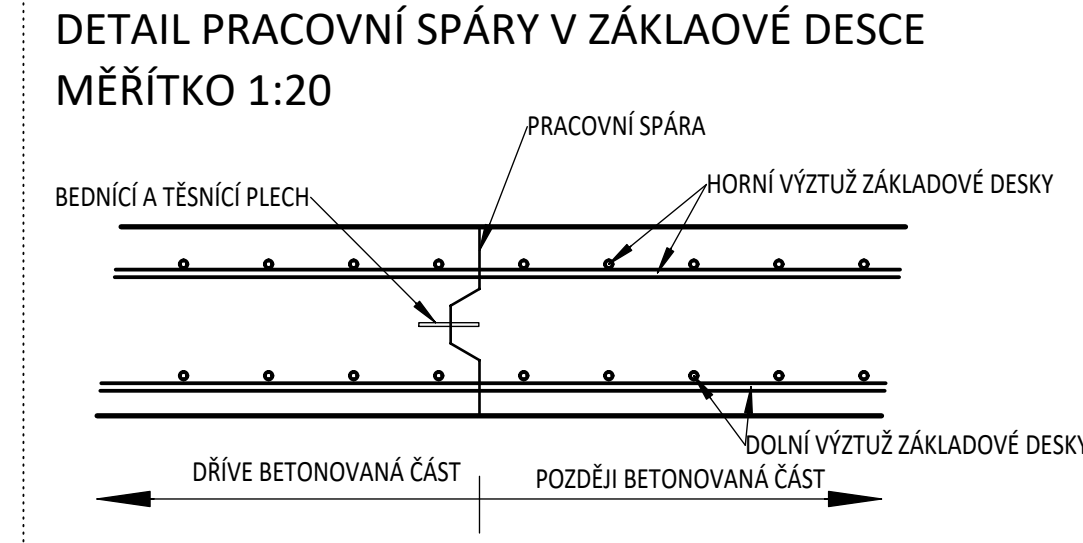 DETAIL PRACOVNÍ SPÁRY V ZÁKLAOVÉ DESCE
MĚŘÍTKO 1:20
PRACOVNÍ SPÁRA
BEDNÍCÍ A TĚSNÍCÍ PLECH
HORNÍ VÝZTUŽ ZÁKLADOVÉ DESKY
DOLNÍ VÝZTUŽ ZÁKLADOVÉ DESKY
DŘÍVE BETONOVANÁ ČÁST
POZDĚJI BETONOVANÁ ČÁST